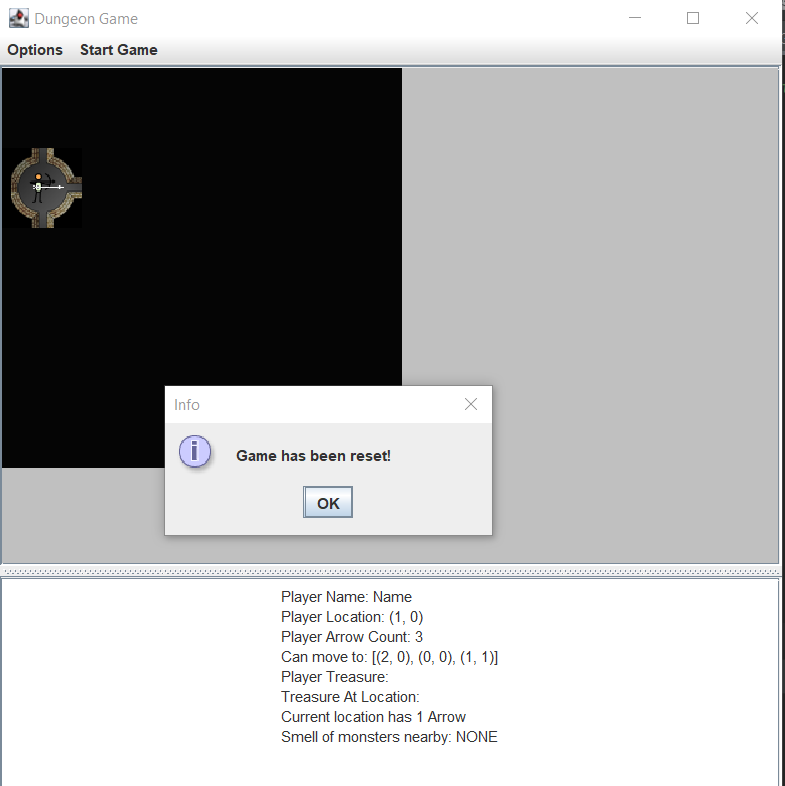 Dungeon Game
Options Start Game
Info
Game has been reset!
OK
Player Name: Name
Player Location: (1, 0)
Player Arrow Count: 3
Can move to: [(2, 0), (0, 0), (1, 1)]
Player Treasure:
Treasure At Location:
Current location has 1 Arrow
Smell of monsters nearby: NONE